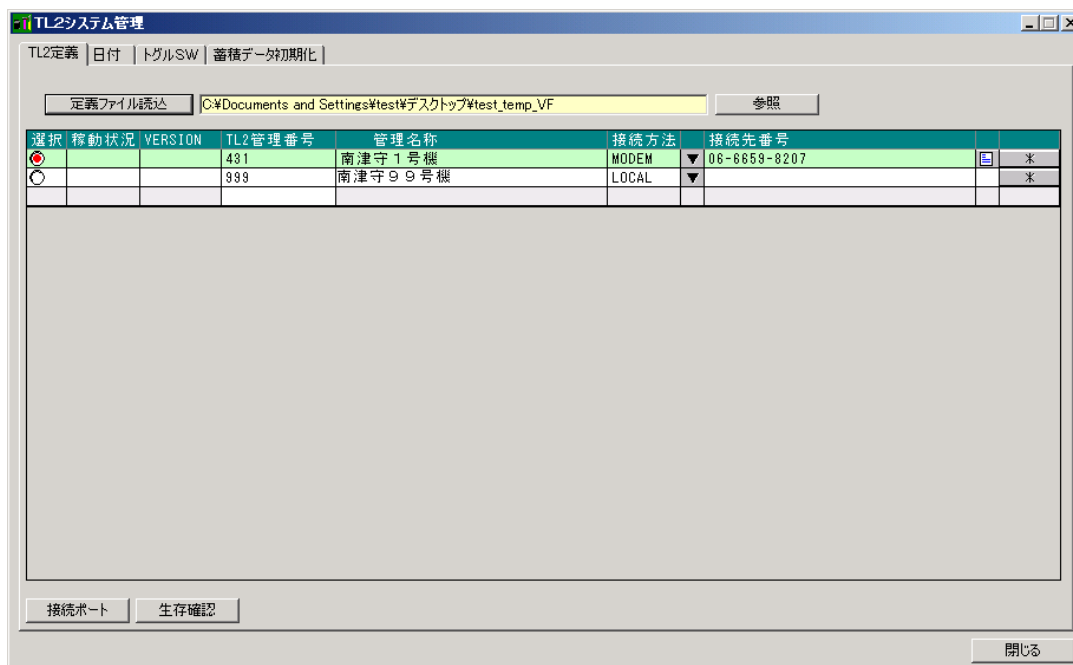 TL2システム管理
TL2定義 日付 トグルSW 蓄積データ初期化
定義ファイル読込 C:¥Documents and Settings¥test¥デスクトップ¥test_temp_VF 参照
選択 稼動状況 VERSION TL2管理番号 管理名称 接続方法 接続先番号
431 南津守1号機 MODEM ▼ 06-6659-8207 *
999 南津守99号機 LOCAL ▼ *
接続ポート 生存確認
閉じる